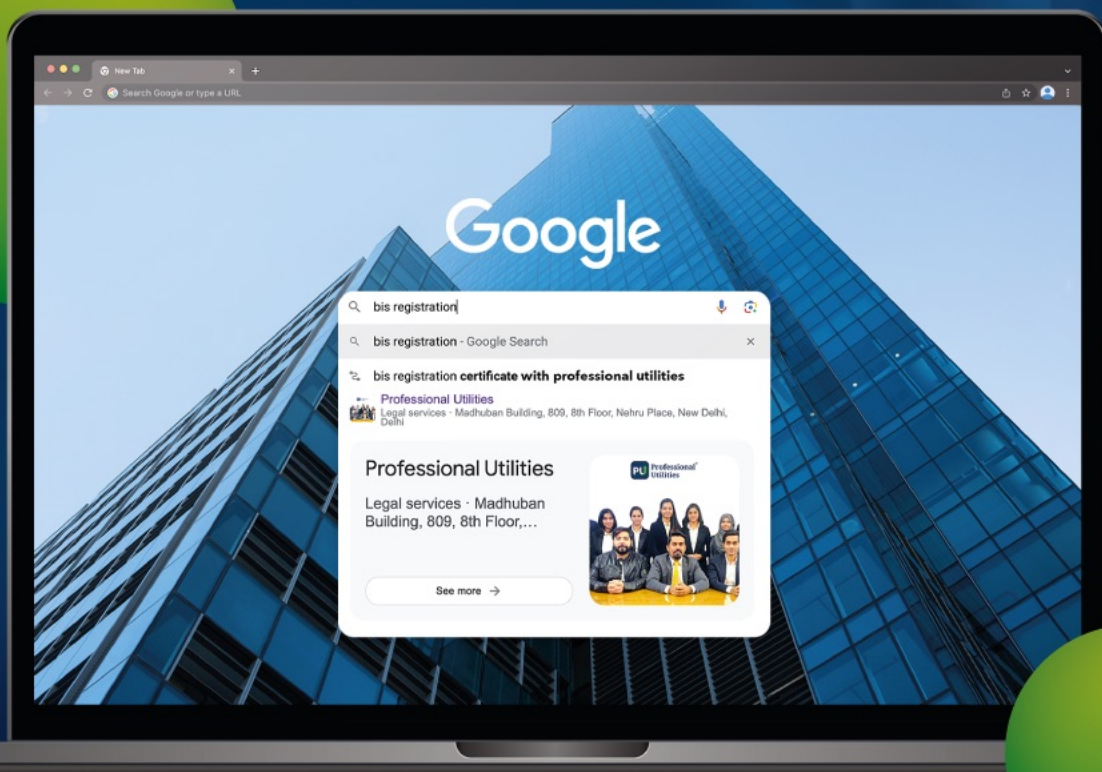 New Tab
Search Google or type a URL
Google
bis registration
bis registration - Google Search
bis registration certificate with professional utilities
Professional Utilities
Legal services · Madhuban Building, 809, 8th Floor, Nehru Place, New Delhi,
Delhi
Professional Utilities
Legal services · Madhuban
Building, 809, 8th Floor,...
See more →
PU Professional
Utilities